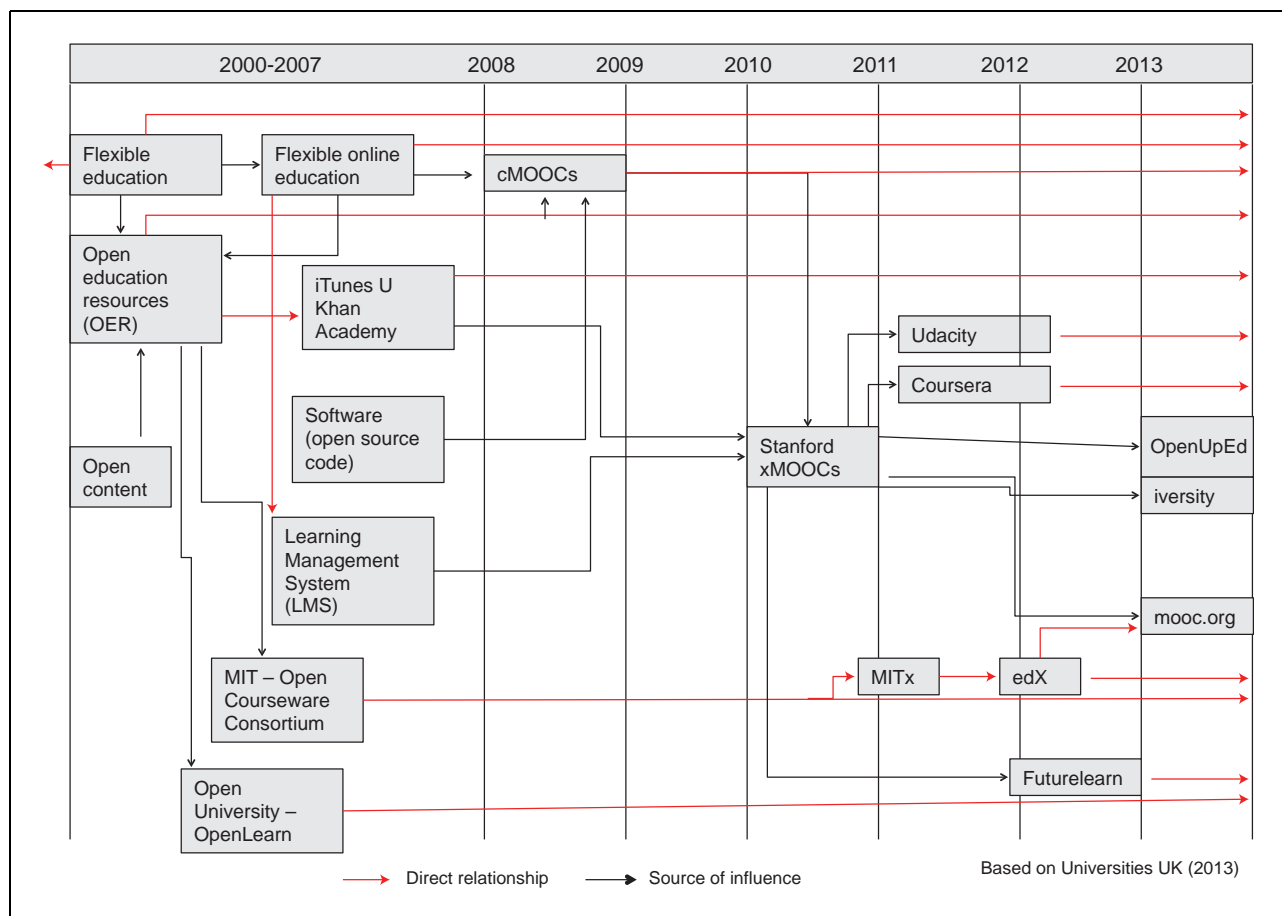 2000-2007 2008 2009 2010 2011 2012 2013
Flexible
education
Flexible online
education
cMOOCs
Open
education
resources
(OER)
iTunes U
Khan
Academy
Udacity
Coursera
Software
(open source
code)
Open
content
Stanford
xMOOCs
OpenUpEd
iversity
Learning
Management
System
(LMS)
mooc.org
MIT – Open
Courseware
Consortium
MITx
edX
Open
University –
OpenLearn
Futurelearn
Direct relationship
Source of influence
Based on Universities UK (2013)